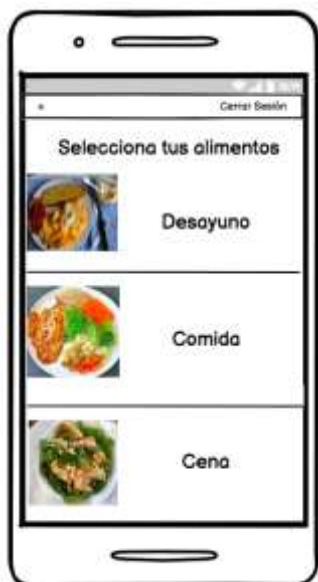 Cerrar Sesión
Selecciona tus alimentos
Desayuno
Comida
Cena